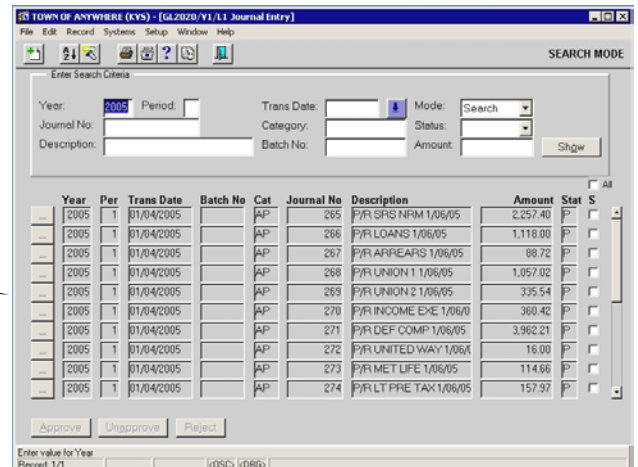 TOWN OF ANYWHERE (KVS) - [GL2020/V1/L1 Journal Entry]
File Edit Record Systems Setup Window Help
SEARCH MODE
Enter Search Criteria
Year: 2005 Period: Trans Date: Mode: Search
Journal No: Category: Status:
Description: Batch No: Amount: Show
All
Year Per Trans Date Batch No Cat Journal No Description Amount Stat S
... 2005 1 01/04/2005 AP 265 P/R SRS NRM 1/06/05 2,257.40 P
... 2005 1 01/04/2005 AP 266 P/R LOANS 1/06/05 1,118.00 P
... 2005 1 01/04/2005 AP 267 P/R ARREARS 1/06/05 88.72 P
... 2005 1 01/04/2005 AP 268 P/R UNION 1 1/06/05 1,057.02 P
... 2005 1 01/04/2005 AP 269 P/R UNION 2 1/06/05 335.54 P
... 2005 1 01/04/2005 AP 270 P/R INCOME EXE 1/06/0 360.42 P
... 2005 1 01/04/2005 AP 271 P/R DEF COMP 1/06/05 3,962.21 P
... 2005 1 01/04/2005 AP 272 P/R UNITED WAY 1/06/0 16.00 P
... 2005 1 01/04/2005 AP 273 P/R MET LIFE 1/06/05 114.66 P
... 2005 1 01/04/2005 AP 274 P/R LT PRE TAX 1/06/05 157.97 P
Approve Unapprove Reject
Enter value for Year
Record: 1/1 <OSC> <DBG>